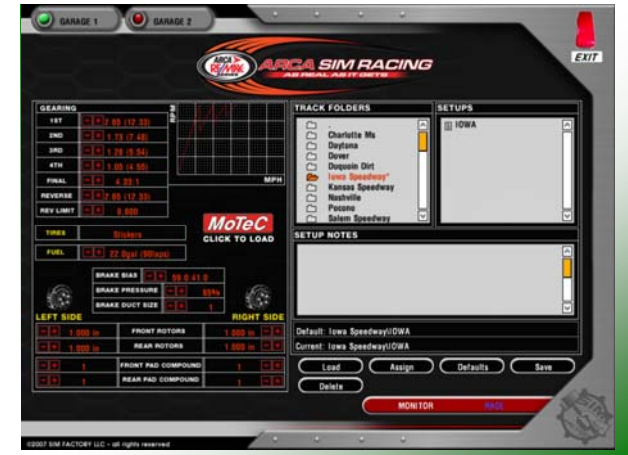 GARAGE 1
GARAGE 2
EXIT
ARCA
RE/MAX
SERIES
ARCA SIM RACING
AS REAL AS IT GETS
GEARING
1ST - + 2.65 (12.33)
2ND - + 1.73 (7.48)
3RD - + 1.28 (5.54)
4TH - + 1.05 (4.55)
FINAL - + 4.33:1
REVERSE - + 2.65 (12.33)
REV LIMIT - + 8,800
RPM
MPH
TIRES Stickers
FUEL - + 22.0gal (90laps)
MoTeC
CLICK TO LOAD
BRAKE BIAS - + 59.0:41.0
BRAKE PRESSURE - +
BRAKE DUCT SIZE - + 1
LEFT SIDE
RIGHT SIDE
- + 1.000 in FRONT ROTORS 1.000 in - +
- + 1.000 in REAR ROTORS 1.000 in - +
- + 1 FRONT PAD COMPOUND 1 - +
- + 1 REAR PAD COMPOUND 1 - +
TRACK FOLDERS
.
Charlotte Ms
Daytona
Dover
Duquoin Dirt
Iowa Speedway*
Kansas Speedway
Nashville
Pocono
Salem Speedway
SETUPS
IOWA
SETUP NOTES
Default: Iowa Speedway\IOWA
Current: Iowa Speedway\IOWA
Load
Assign
Defaults
Save
Delete
MONITOR
RACE
©2007 SIM FACTORY LLC - all rights reserved